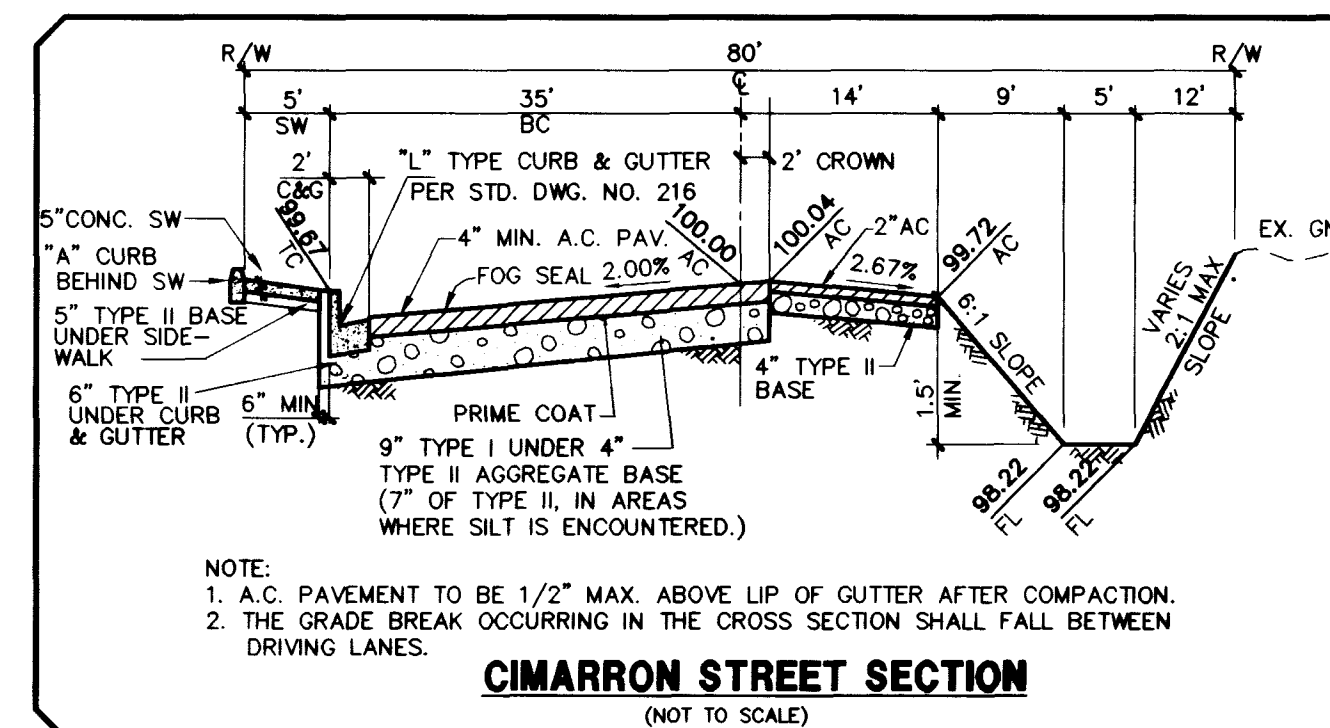 R/W 80' R/W
℄
5' 35' 14' 9' 5' 12'
SW BC
2' "L" TYPE CURB & GUTTER 2' CROWN
C&G PER STD. DWG. NO. 216
99.67
TC
100.00
AC
100.04
AC
99.72
AC
5"CONC. SW
4" MIN. A.C. PAV.
2"AC
EX. GN
"A" CURB
BEHIND SW
FOG SEAL 2.00%
2.67%
5" TYPE II BASE
UNDER SIDE-
WALK
6:1 SLOPE
VARIES
2:1 MAX
SLOPE
4" TYPE II
BASE
1.5'
MIN.
6" TYPE II
UNDER CURB
& GUTTER
6" MIN
(TYP.)
PRIME COAT
9" TYPE I UNDER 4"
TYPE II AGGREGATE BASE
(7" OF TYPE II, IN AREAS
WHERE SILT IS ENCOUNTERED.)
98.22
FL
98.22
FL
NOTE:
1. A.C. PAVEMENT TO BE 1/2" MAX. ABOVE LIP OF GUTTER AFTER COMPACTION.
2. THE GRADE BREAK OCCURRING IN THE CROSS SECTION SHALL FALL BETWEEN
DRIVING LANES.
CIMARRON STREET SECTION
(NOT TO SCALE)